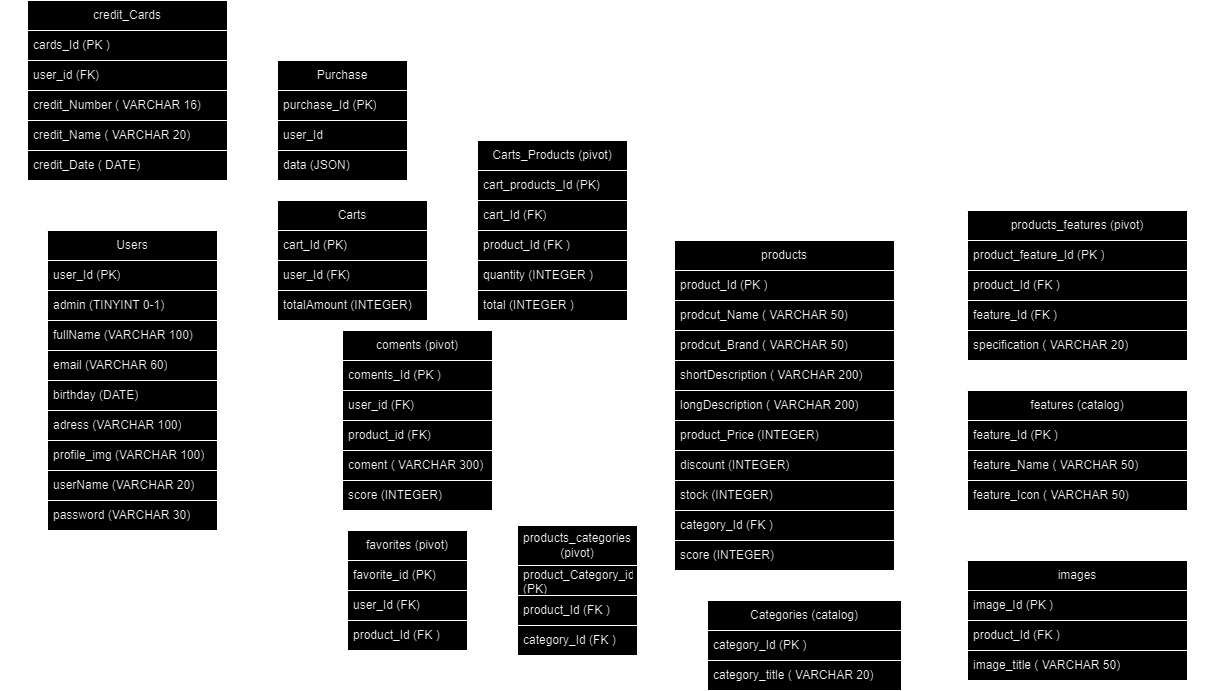 credit_Cards
cards_Id (PK )
user_id (FK)
credit_Number ( VARCHAR 16)
credit_Name ( VARCHAR 20)
credit_Date ( DATE)
Purchase
purchase_Id (PK)
user_Id
data (JSON)
Carts_Products (pivot)
cart_products_Id (PK)
cart_Id (FK)
product_Id (FK )
quantity (INTEGER )
total (INTEGER )
Carts
cart_Id (PK)
user_Id (FK)
totalAmount (INTEGER)
Users
user_Id (PK)
admin (TINYINT 0-1)
fullName (VARCHAR 100)
email (VARCHAR 60)
birthday (DATE)
adress (VARCHAR 100)
profile_img (VARCHAR 100)
userName (VARCHAR 20)
password (VARCHAR 30)
coments (pivot)
coments_Id (PK )
user_id (FK)
product_id (FK)
coment ( VARCHAR 300)
score (INTEGER)
favorites (pivot)
favorite_id (PK)
user_Id (FK)
product_Id (FK )
products_categories
(pivot)
product_Category_id
(PK)
product_Id (FK )
category_Id (FK )
products
product_Id (PK )
prodcut_Name ( VARCHAR 50)
prodcut_Brand ( VARCHAR 50)
shortDescription ( VARCHAR 200)
longDescription ( VARCHAR 200)
product_Price (INTEGER)
discount (INTEGER)
stock (INTEGER)
category_Id (FK )
score (INTEGER)
Categories (catalog)
category_Id (PK )
category_title ( VARCHAR 20)
products_features (pivot)
product_feature_Id (PK )
product_Id (FK )
feature_Id (FK )
specification ( VARCHAR 20)
features (catalog)
feature_Id (PK )
feature_Name ( VARCHAR 50)
feature_Icon ( VARCHAR 50)
images
image_Id (PK )
product_Id (FK )
image_title ( VARCHAR 50)